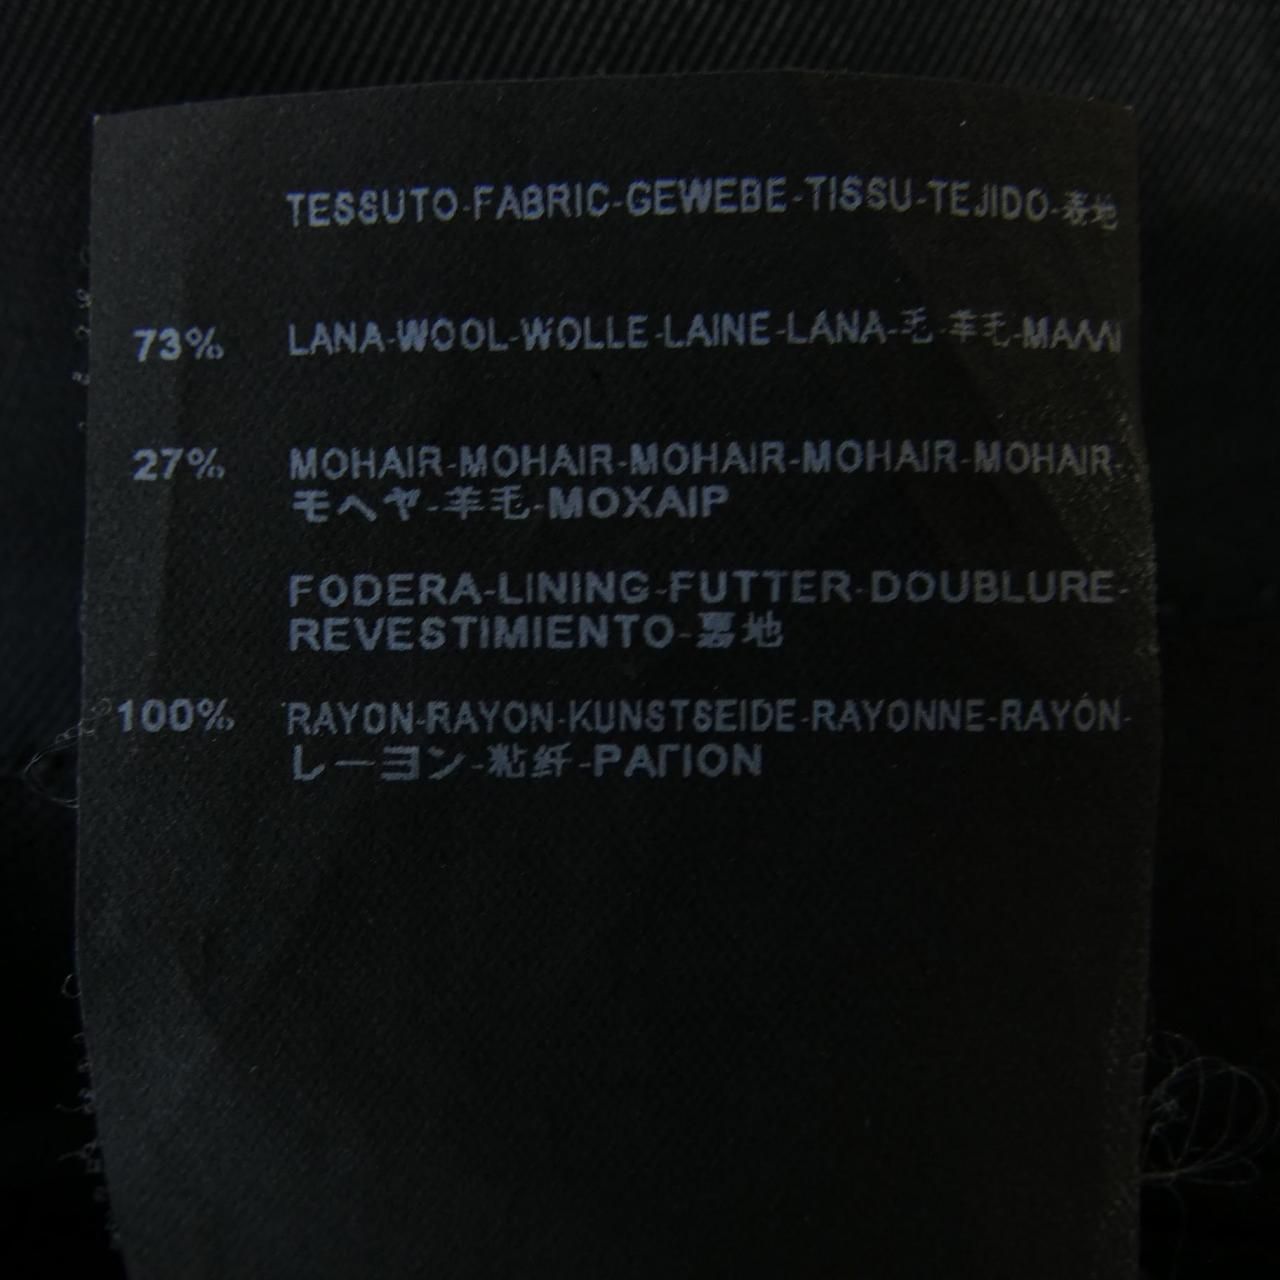 TESSUTO-FABRIC-GEWEBE-TISSU-TEJIDO-表地
73% LANA-WOOL-WOLLE-LAINE-LANA-毛-羊毛-
27% MOHAIR-MOHAIR-MOHAIR-MOHAIR-MOHAIR-
モヘヤ-羊毛-MOXAIP
FODERA-LINING-FUTTER-DOUBLURE-
REVESTIMIENTO-裏地
100% RAYON-RAYON-KUNSTSEIDE-RAYONNE-RAYÓN-
レーヨン-粘纤-PAГION